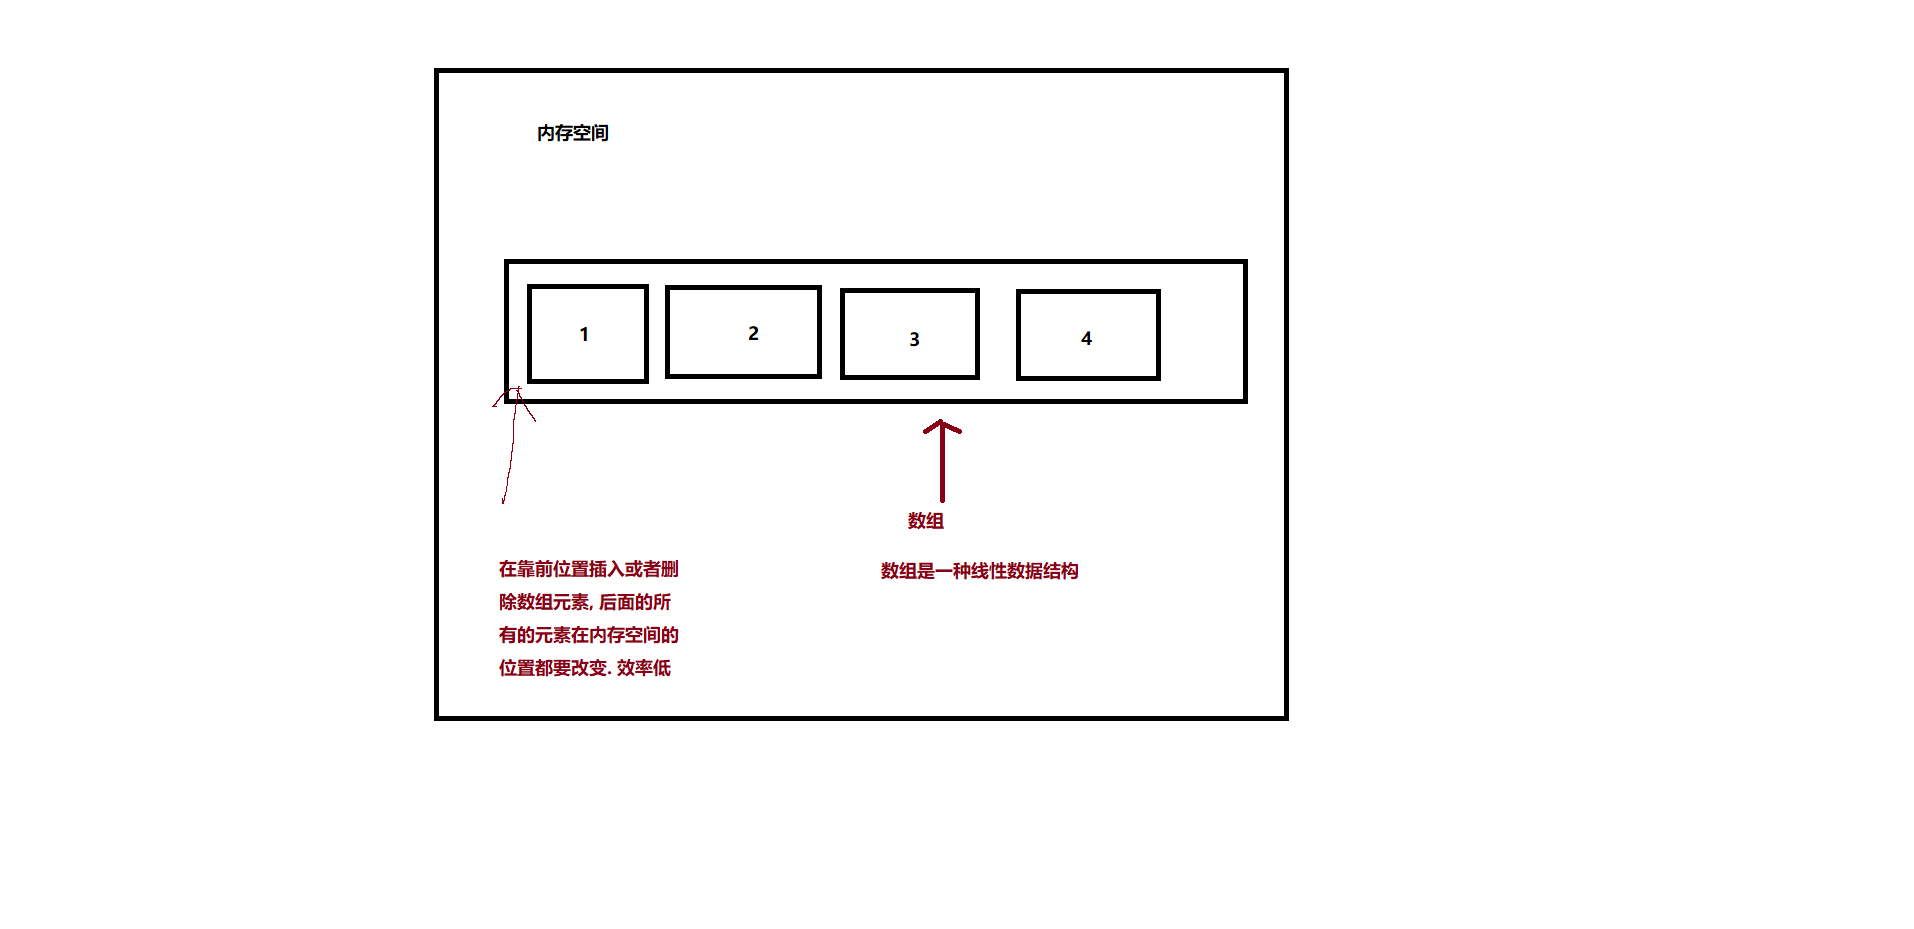 内存空间
1
2
3
4
数组
数组是一种线性数据结构
在靠前位置插入或者删
除数组元素, 后面的所
有的元素在内存空间的
位置都要改变. 效率低